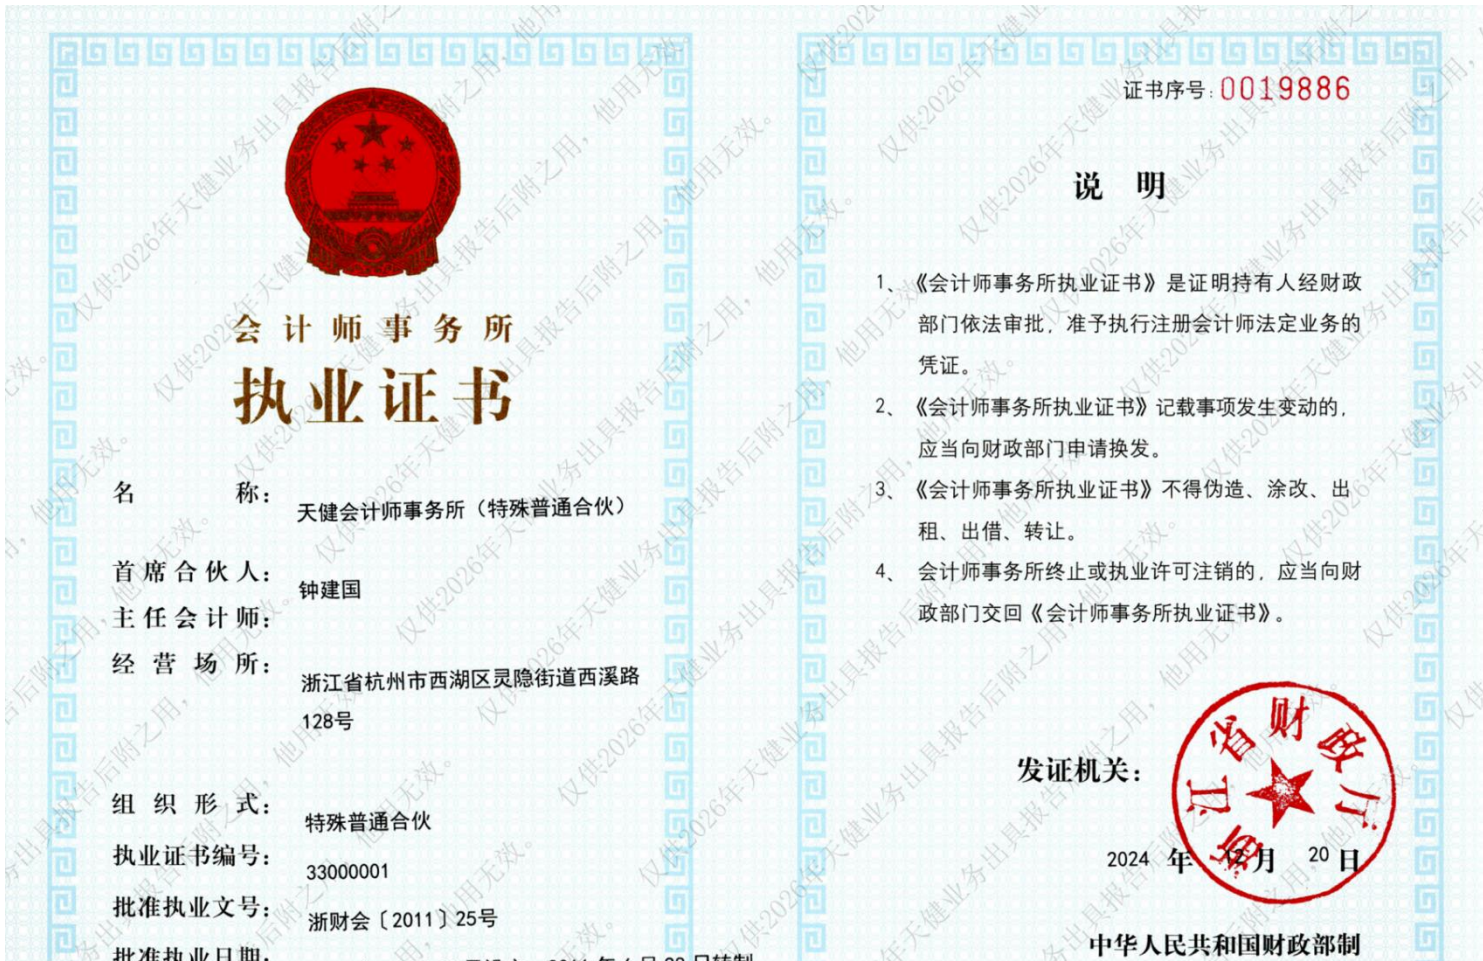 会计师事务所
执业证书
名称：
天健会计师事务所（特殊普通合伙）
首席合伙人：
钟建国
主任会计师：
经营场所：
浙江省杭州市西湖区灵隐街道西溪路
128号
组织形式：
特殊普通合伙
执业证书编号：
33000001
批准执业文号：
浙财会〔2011〕25号
批准执业日期：
证书序号：0019886
说明
1、《会计师事务所执业证书》是证明持有人经财政
部门依法审批，准予执行注册会计师法定业务的
凭证。
2、《会计师事务所执业证书》记载事项发生变动的，
应当向财政部门申请换发。
3、《会计师事务所执业证书》不得伪造、涂改、出
租、出借、转让。
4、会计师事务所终止或执业许可注销的，应当向财
政部门交回《会计师事务所执业证书》。
发证机关：
浙江省财政厅
2024 年 12 月 20 日
中华人民共和国财政部制
仅供2026年天健业务出具报告后附之用，他用无效。